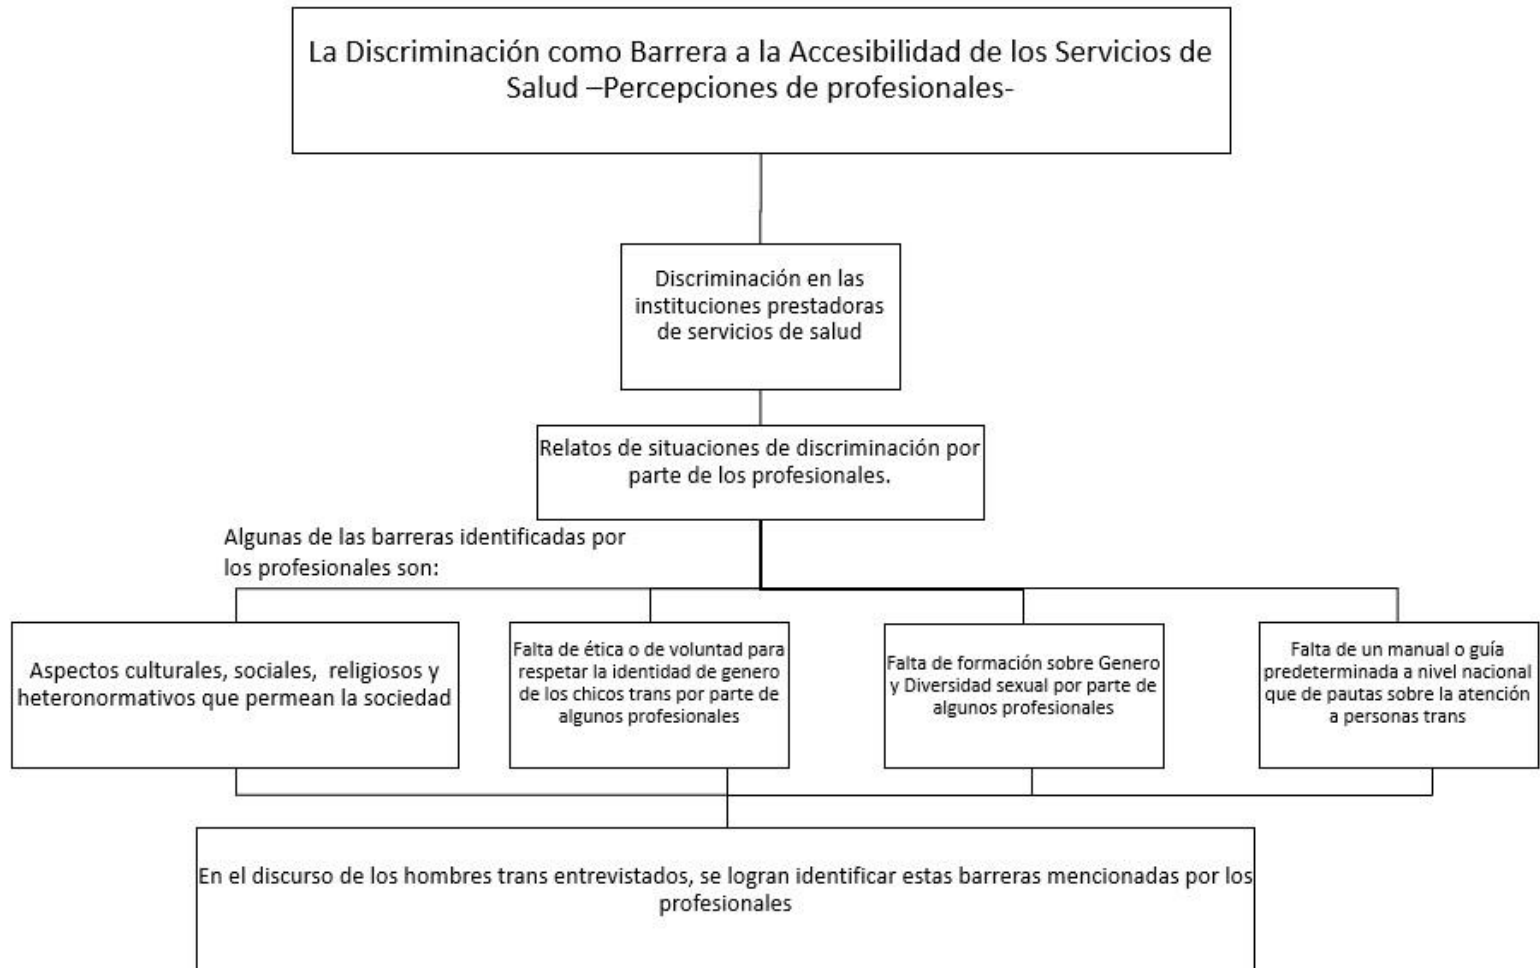 La Discriminación como Barrera a la Accesibilidad de los Servicios de
Salud –Percepciones de profesionales-
Discriminación en las
instituciones prestadoras
de servicios de salud
Relatos de situaciones de discriminación por
parte de los profesionales.
Algunas de las barreras identificadas por
los profesionales son:
Aspectos culturales, sociales, religiosos y
heteronormativos que permean la sociedad
Falta de ética o de voluntad para
respetar la identidad de genero
de los chicos trans por parte de
algunos profesionales
Falta de formación sobre Genero
y Diversidad sexual por parte de
algunos profesionales
Falta de un manual o guía
predeterminada a nivel nacional
que de pautas sobre la atención
a personas trans
En el discurso de los hombres trans entrevistados, se logran identificar estas barreras mencionadas por los
profesionales